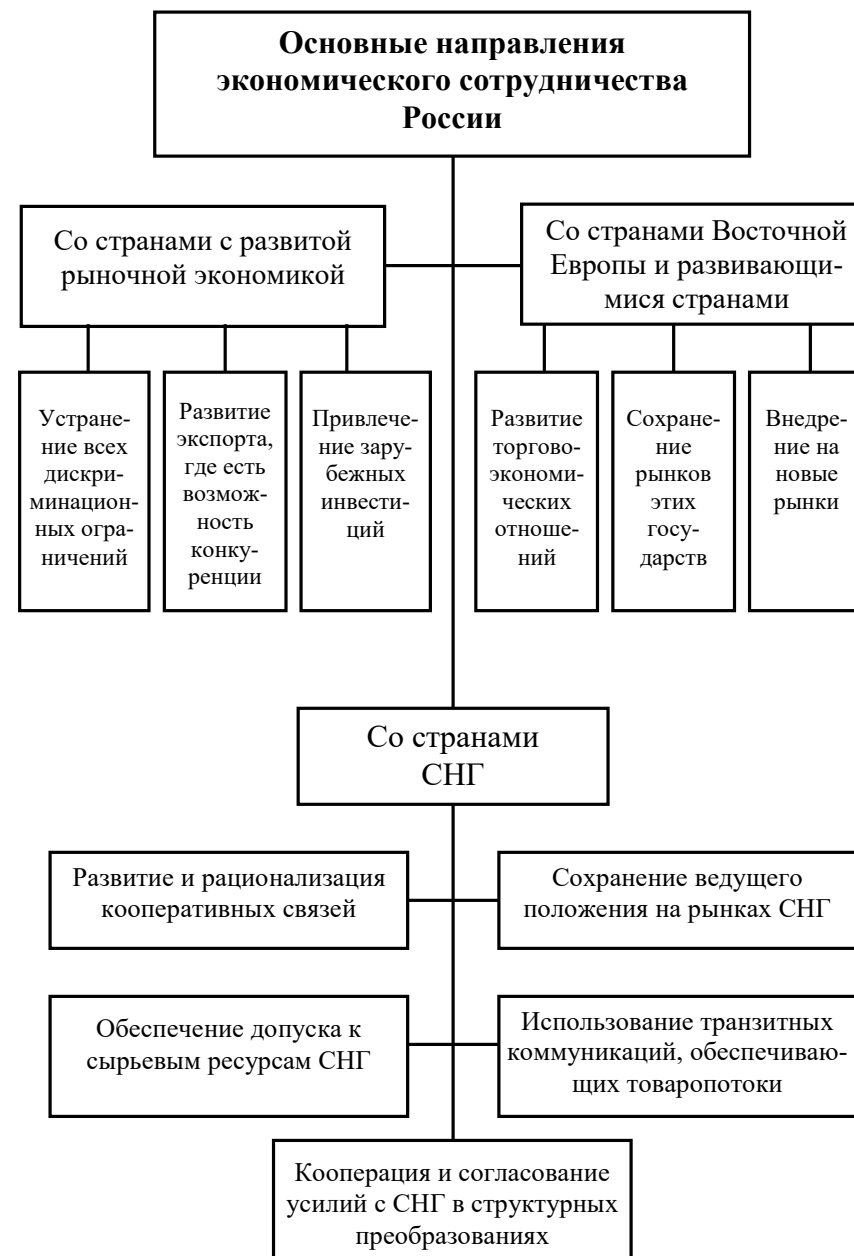 Основные направления
экономического сотрудничества
России
Со странами с развитой
рыночной экономикой
Со странами Восточной
Европы и развивающи-
мися странами
Устране-
ние всех
дискри-
минацион-
ных огра-
ничений
Развитие
экспорта,
где есть
возмож-
ность
конку-
ренции
Привлече-
ние зару-
бежных
инвести-
ций
Развитие
торгово-
экономи-
ческих
отноше-
ний
Сохране-
ние
рынков
этих
госу-
дарств
Внедре-
ние на
новые
рынки
Со странами
СНГ
Развитие и рационализация
кооперативных связей
Сохранение ведущего
положения на рынках СНГ
Обеспечение допуска к
сырьевым ресурсам СНГ
Использование транзитных
коммуникаций, обеспечиваю-
щих товаропотоки
Кооперация и согласование
усилий с СНГ в структурных
преобразованиях